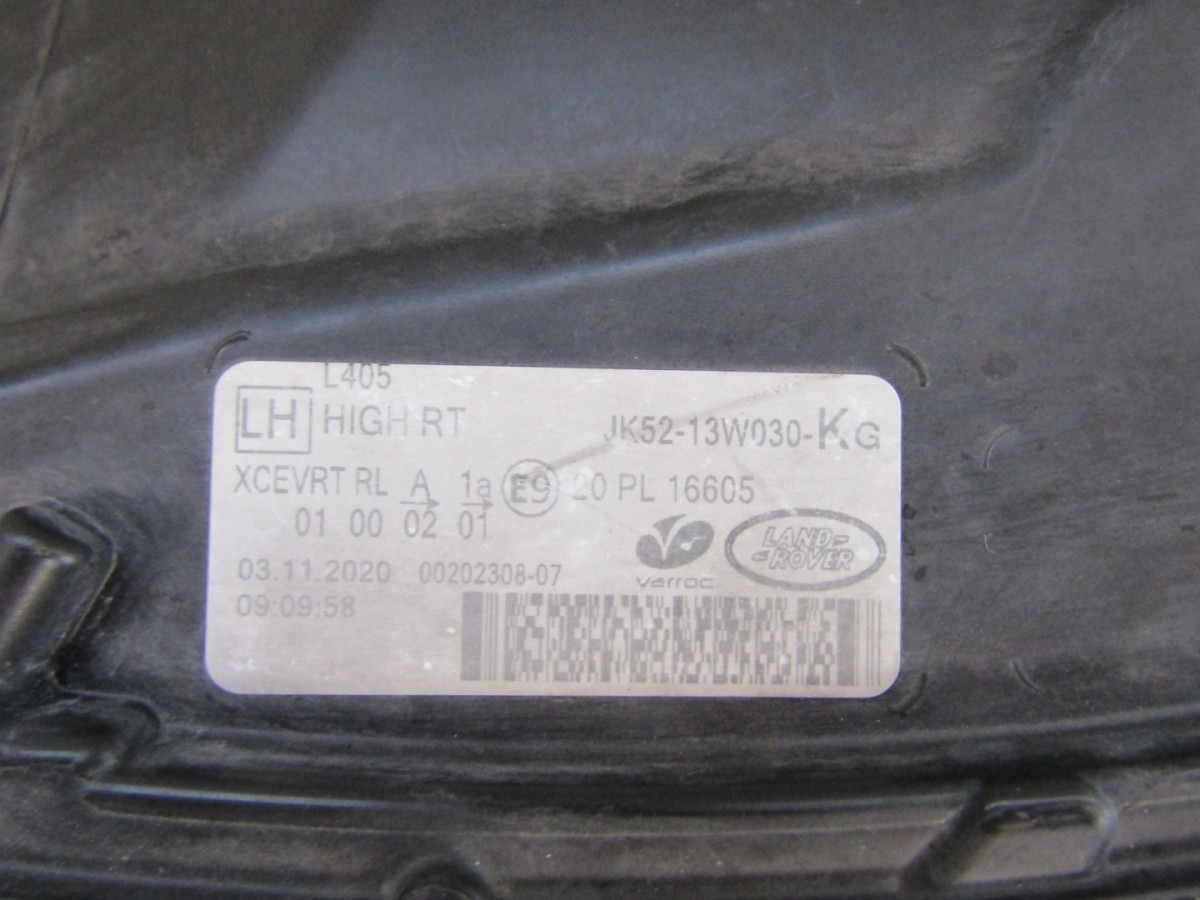 L405
LH HIGH RT JK52-13W030-KG
XCEVRT RL A 1a E9 20 PL 16605
01 00 02 01
LAND-
-ROVER
varroc
03.11.2020 00202308-07
09:09:58